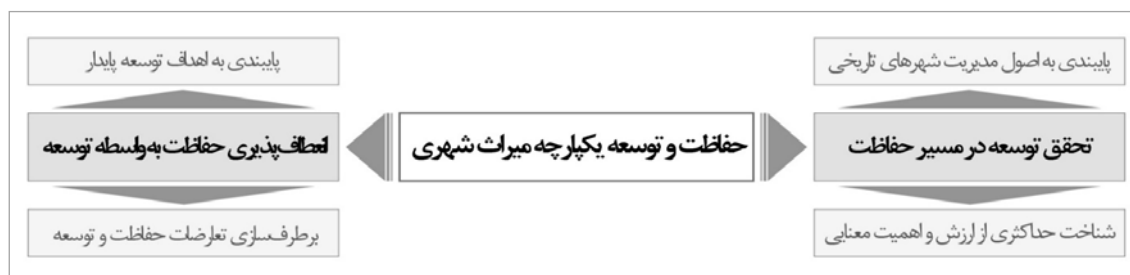 پایبندی به اصول مدیریت شهرهای تاریخی
پایبندی به اهداف توسعه پایدار
تحقق توسعه در مسیر حفاظت
حفاظت و توسعه یکپارچه میراث شهری
انعطاف‌پذیری حفاظت به‌واسطه توسعه
شناخت حداکثری از ارزش و اهمیت معنایی
برطرف‌سازی تعارضات حفاظت و توسعه